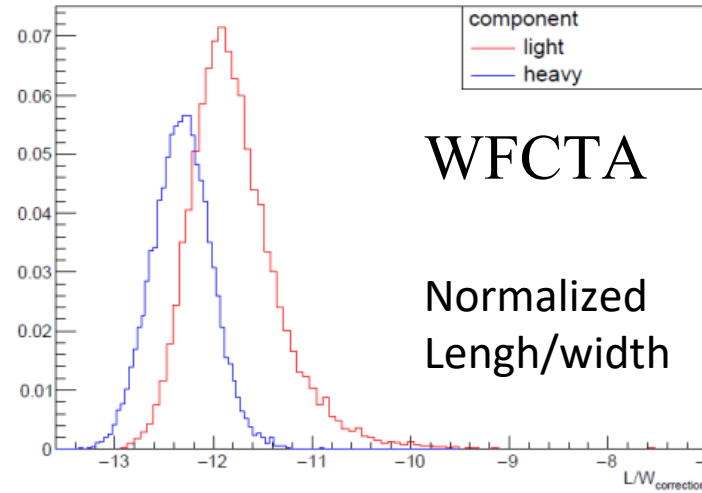 0.07
0.06
0.05
0.04
0.03
0.02
0.01
0
component
light
heavy
WFCTA
Normalized
Lengh/width
−13 −12 −11 −10 −9 −8
L/Wcorrection